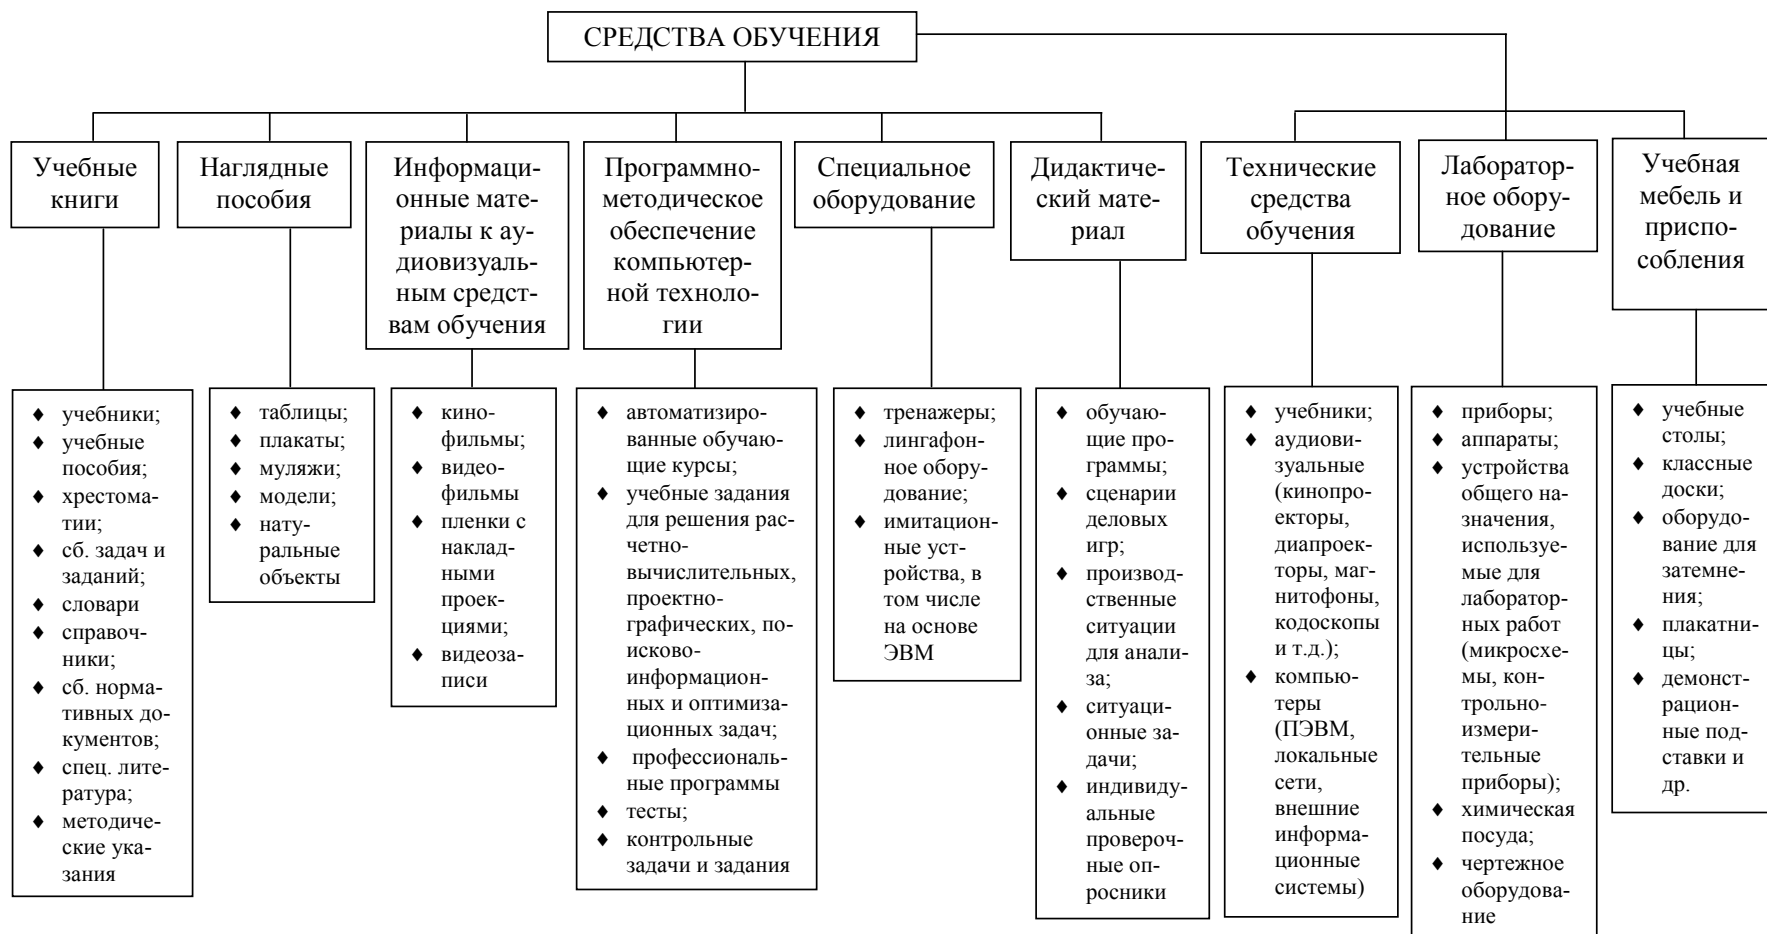 СРЕДСТВА ОБУЧЕНИЯ
Учебные
книги
Наглядные
пособия
Информаци-
онные мате-
риалы к ау-
диовизуаль-
ным средст-
вам обучения
Программно-
методическое
обеспечение
компьютер-
ной техноло-
гии
Специальное
оборудование
Дидактиче-
ский мате-
риал
Технические
средства
обучения
Лаборатор-
ное обору-
дование
Учебная
мебель и
приспо-
собления
♦ учебники;
♦ учебные
пособия;
♦ хрестома-
тии;
♦ сб. задач и
заданий;
♦ словари
♦ справоч-
ники;
♦ сб. норма-
тивных до-
кументов;
♦ спец. лите-
ратура;
♦ методиче-
ские ука-
зания
♦ таблицы;
♦ плакаты;
♦ муляжи;
♦ модели;
♦ нату-
ральные
объекты
♦ кино-
фильмы;
♦ видео-
фильмы
♦ пленки с
наклад-
ными
проек-
циями;
♦ видеоза-
писи
♦ автоматизиро-
ванные обучаю-
щие курсы;
♦ учебные задания
для решения рас-
четно-
вычислительных,
проектно-
графических, по-
исково-
информацион-
ных и оптимиза-
ционных задач;
♦ профессиональ-
ные программы
♦ тесты;
♦ контрольные
задачи и задания
♦ тренажеры;
♦ лингафон-
ное обору-
дование;
♦ имитацион-
ные уст-
ройства, в
том числе
на основе
ЭВМ
♦ обучаю-
щие про-
граммы;
♦ сценарии
деловых
игр;
♦ производ-
ственные
ситуации
для анали-
за;
♦ ситуаци-
онные за-
дачи;
♦ индивиду-
альные
провероч-
ные оп-
росники
♦ учебники;
♦ аудиови-
зуальные
(кинопро-
екторы,
диапроек-
торы, маг-
нитофоны,
кодоскопы
и т.д.);
♦ компью-
теры
(ПЭВМ,
локальные
сети,
внешние
информа-
ционные
системы)
♦ приборы;
♦ аппараты;
♦ устройства
общего на-
значения,
используе-
мые для
лаборатор-
ных работ
(микросхе-
мы, кон-
трольно-
измери-
тельные
приборы);
♦ химическая
посуда;
♦ чертежное
оборудова-
ние
♦ учебные
столы;
♦ классные
доски;
♦ оборудо-
вание для
затемне-
ния;
♦ плакатни-
цы;
♦ демонст-
рацион-
ные под-
ставки и
др.